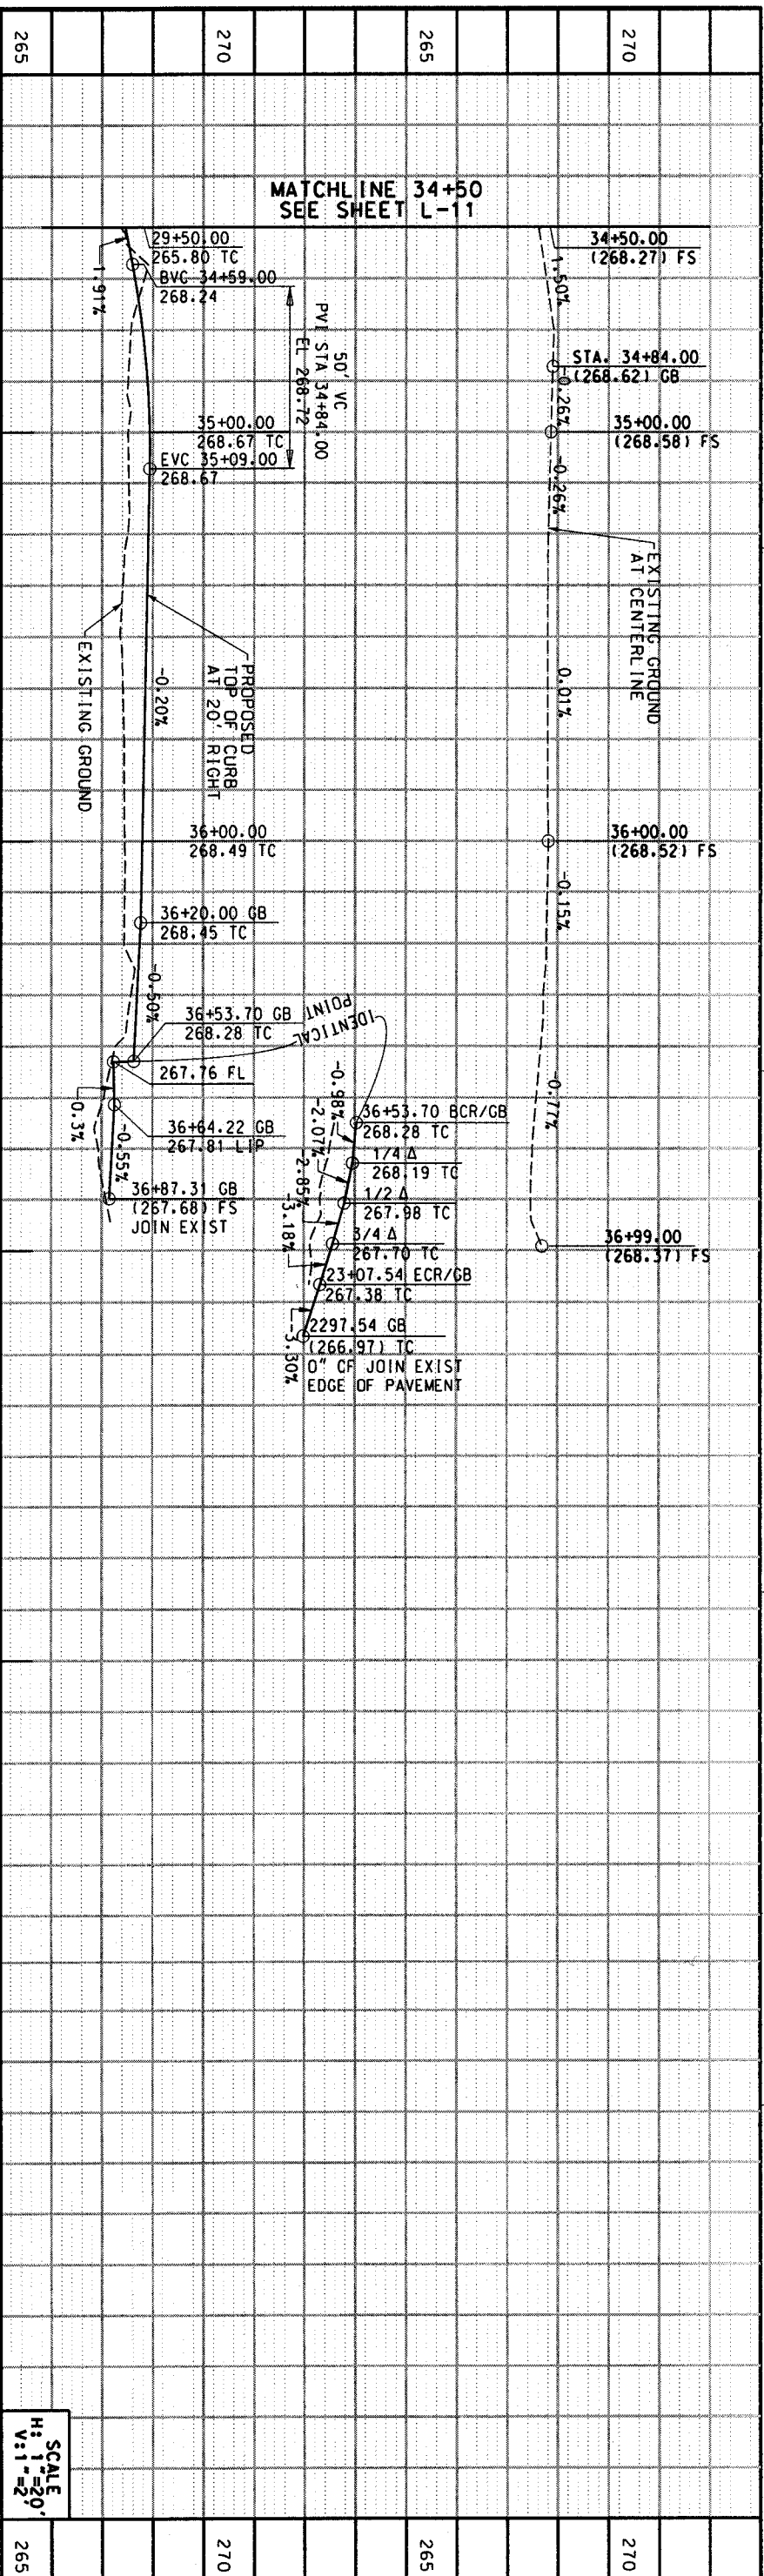 265
270
265
270
MATCHLINE 34+50
SEE SHEET L-11
34+50.00
(268.27) FS
1.50%
STA. 34+84.00
(268.62) GB
-0.26%
35+00.00
(268.58) FS
-0.26%
EXISTING GROUND
AT CENTERLINE
0.01%
36+00.00
(268.52) FS
-0.15%
-0.77%
36+99.00
(268.37) FS
29+50.00
265.80 TC
BVC 34+59.00
268.24
1.91%
50' VC
PVI STA 34+84.00
EL 268.72
35+00.00
268.67 TC
EVC 35+09.00
268.67
PROPOSED
TOP OF CURB
AT 20' RIGHT
-0.20%
EXISTING GROUND
36+00.00
268.49 TC
36+20.00 GB
268.45 TC
-0.50%
36+53.70 GB
268.28 TC
IDENTICAL
POINT
267.76 FL
36+64.22 GB
267.81 LIP
-0.3%
-0.55%
36+87.31 GB
(267.68) FS
JOIN EXIST
36+53.70 BCR/GB
268.28 TC
-0.98%
1/4 Δ
268.19 TC
-2.07%
1/2 Δ
267.98 TC
-2.85%
3/4 Δ
267.70 TC
-3.18%
23+07.54 ECR/GB
267.38 TC
-3.30%
2297.54 GB
(266.97) TC
0" CF JOIN EXIST
EDGE OF PAVEMENT
SCALE
H: 1"=20'
V: 1"=2'
265
270
265
270